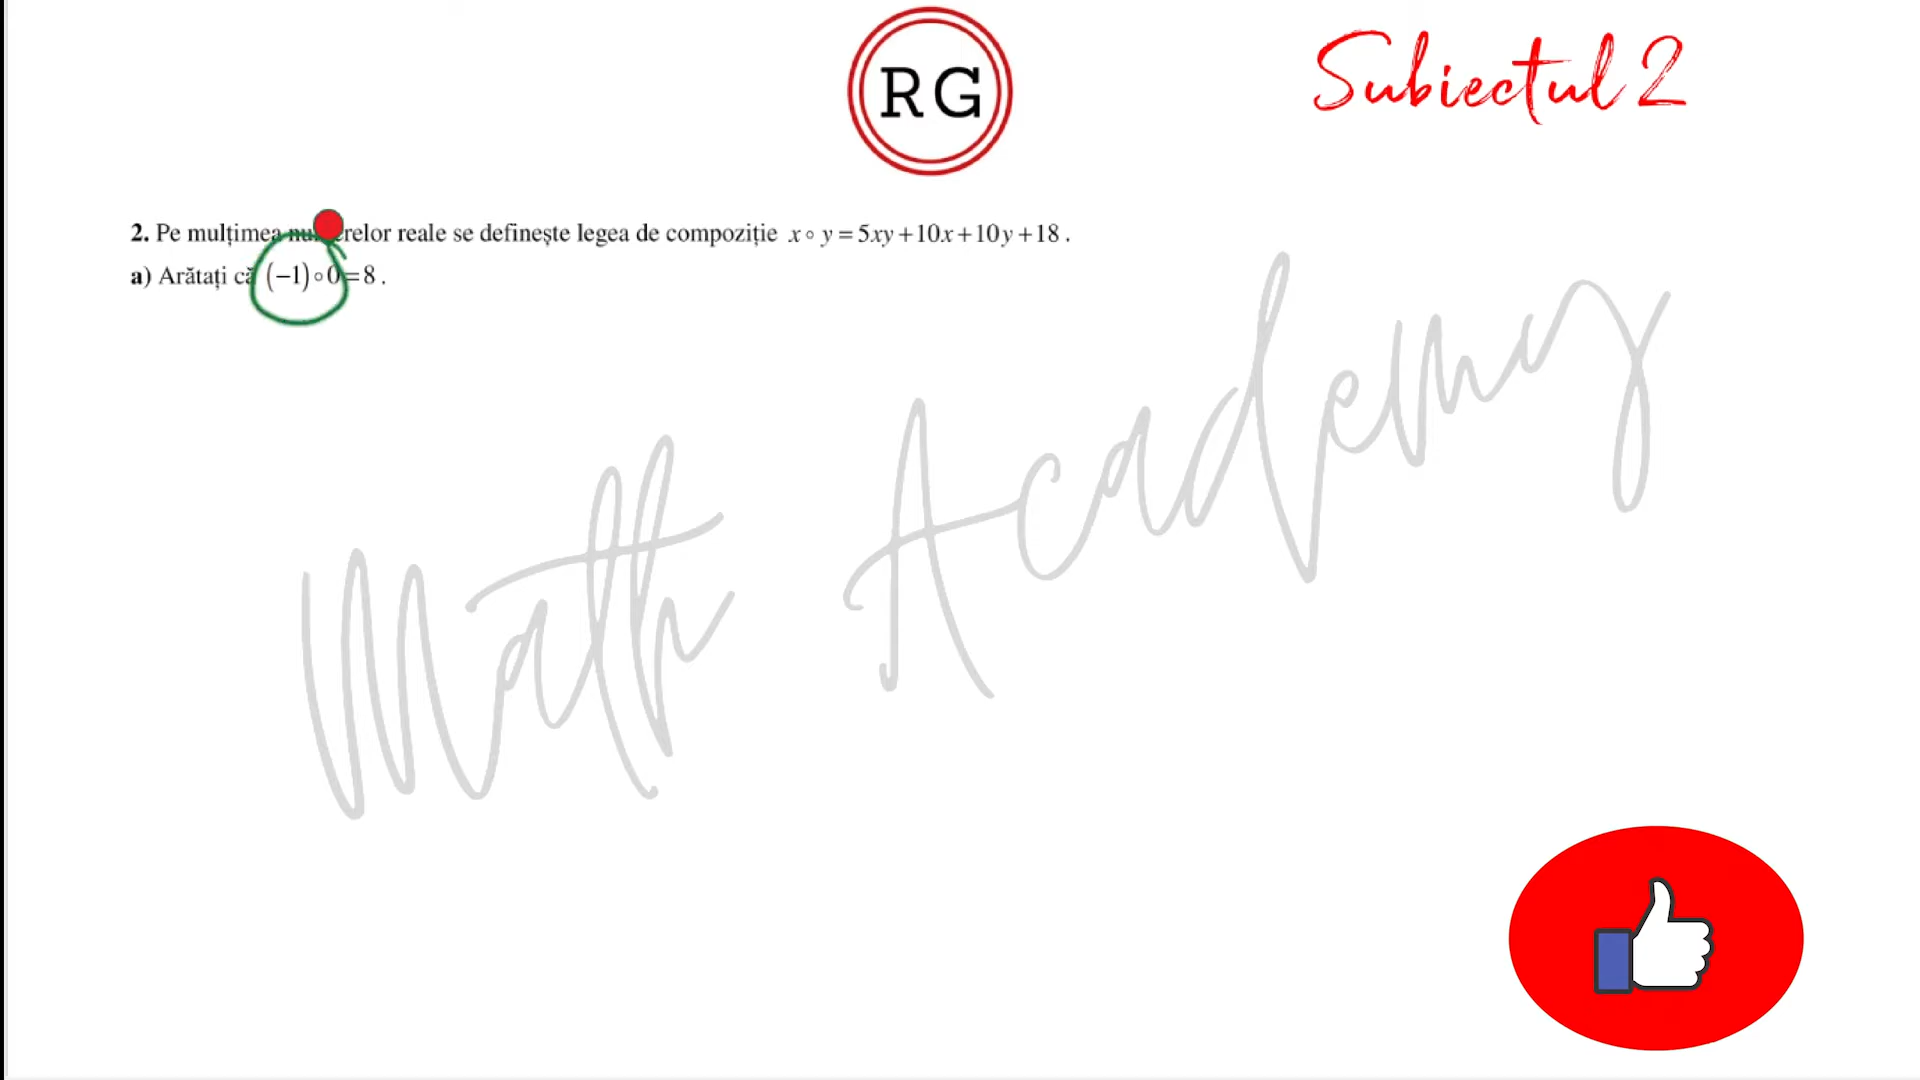 RG
Subiectul 2
2. Pe mulțimea numerelor reale se definește legea de compoziție x∘y=5xy+10x+10y+18.
a) Arătați că (−1)∘0=8.
Math Academy